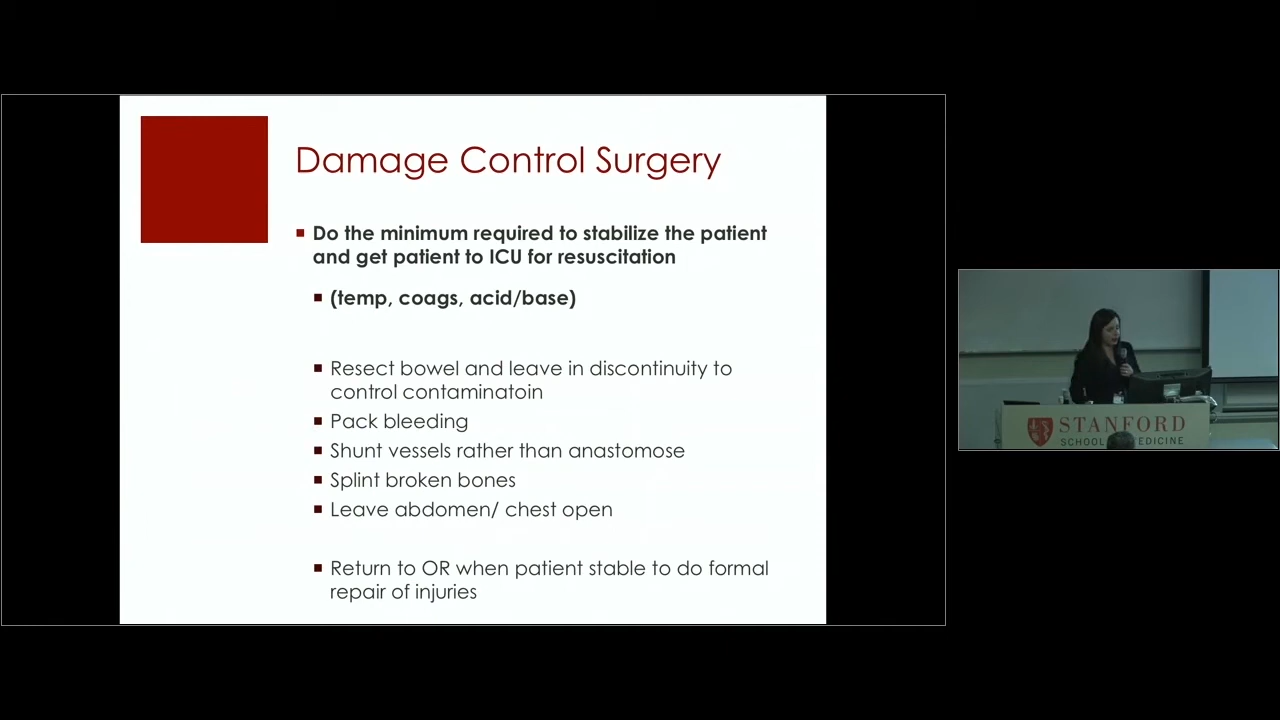 Damage Control Surgery
Do the minimum required to stabilize the patient
and get patient to ICU for resuscitation
(temp, coags, acid/base)
Resect bowel and leave in discontinuity to
control contaminatoin
Pack bleeding
Shunt vessels rather than anastomose
Splint broken bones
Leave abdomen/ chest open
Return to OR when patient stable to do formal
repair of injuries
STANFORD
SCHOOL MEDICINE